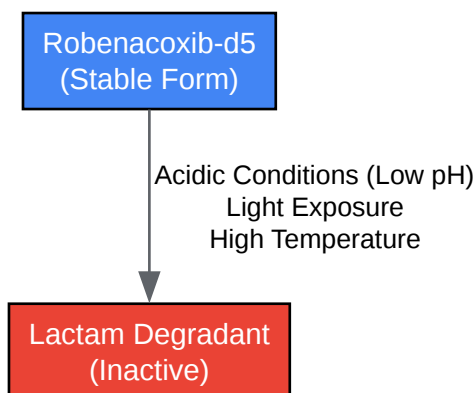 Robenacoxib-d5
(Stable Form)
Acidic Conditions (Low pH)
Light Exposure
High Temperature
Lactam Degradant
(Inactive)